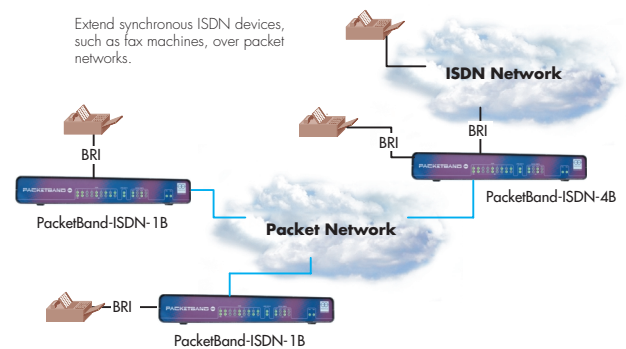 Extend synchronous ISDN devices,
such as fax machines, over packet
networks.
ISDN Network
BRI
BRI
BRI
PACKETBAND
PacketBand-ISDN-4B
PACKETBAND
PacketBand-ISDN-1B
Packet Network
BRI
PACKETBAND
PacketBand-ISDN-1B